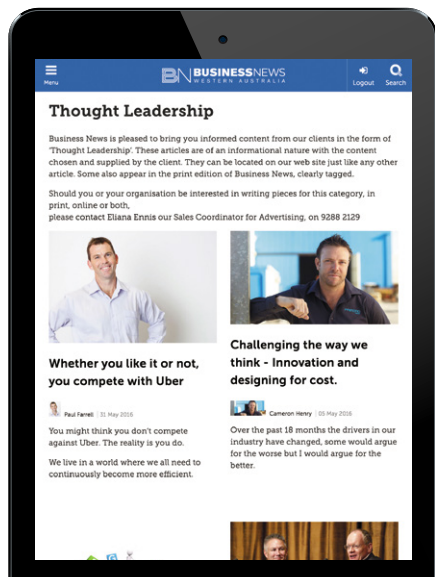 Menu
BN BUSINESSNEWS
WESTERN AUSTRALIA
Logout
Search
Thought Leadership
Business News is pleased to bring you informed content from our clients in the form of
'Thought Leadership'. These articles are of an informational nature with the content
chosen and supplied by the client. They can be located on our web site just like any other
article. Some also appear in the print edition of Business News, clearly tagged.
Should you or your organisation be interested in writing pieces for this category, in
print, online or both,
please contact Eliana Ennis our Sales Coordinator for Advertising, on 9288 2129
Whether you like it or not,
you compete with Uber
Paul Farrell | 31 May 2016
You might think you don't compete
against Uber. The reality is you do.
We live in a world where we all need to
continuously become more efficient.
Challenging the way we
think - Innovation and
designing for cost.
Cameron Henry | 05 May 2016
Over the past 18 months the drivers in our
industry have changed, some would argue
for the worse but I would argue for the
better.